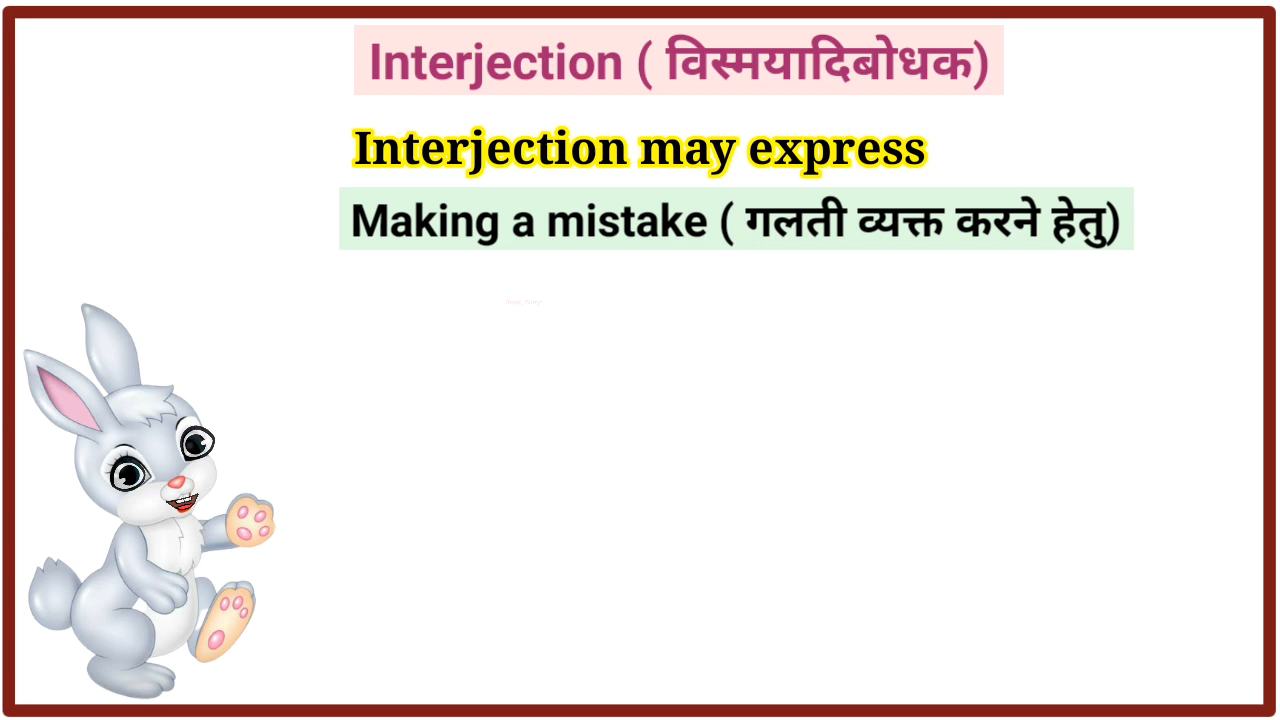 Interjection ( विस्मयादिबोधक)
Interjection may express
Making a mistake ( गलती व्यक्त करने हेतु)